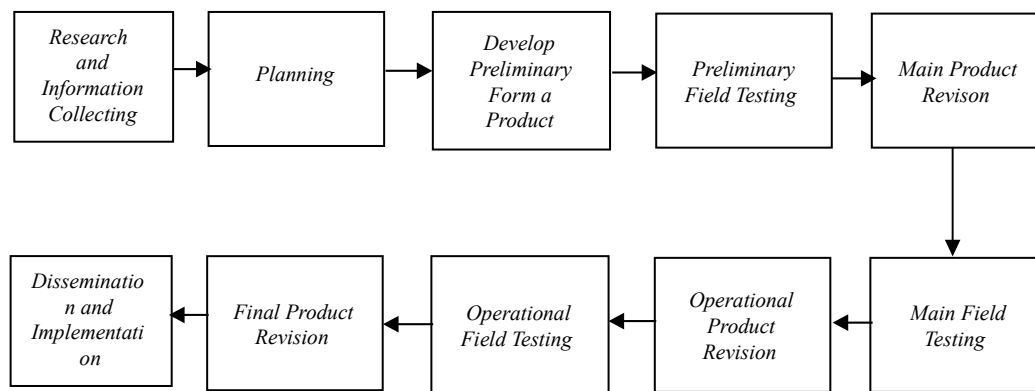 Research
and
Information
Collecting
Planning
Develop
Preliminary
Form a
Product
Preliminary
Field Testing
Main Product
Revison
Disseminatio
n and
Implementati
on
Final Product
Revision
Operational
Field Testing
Operational
Product
Revision
Main Field
Testing